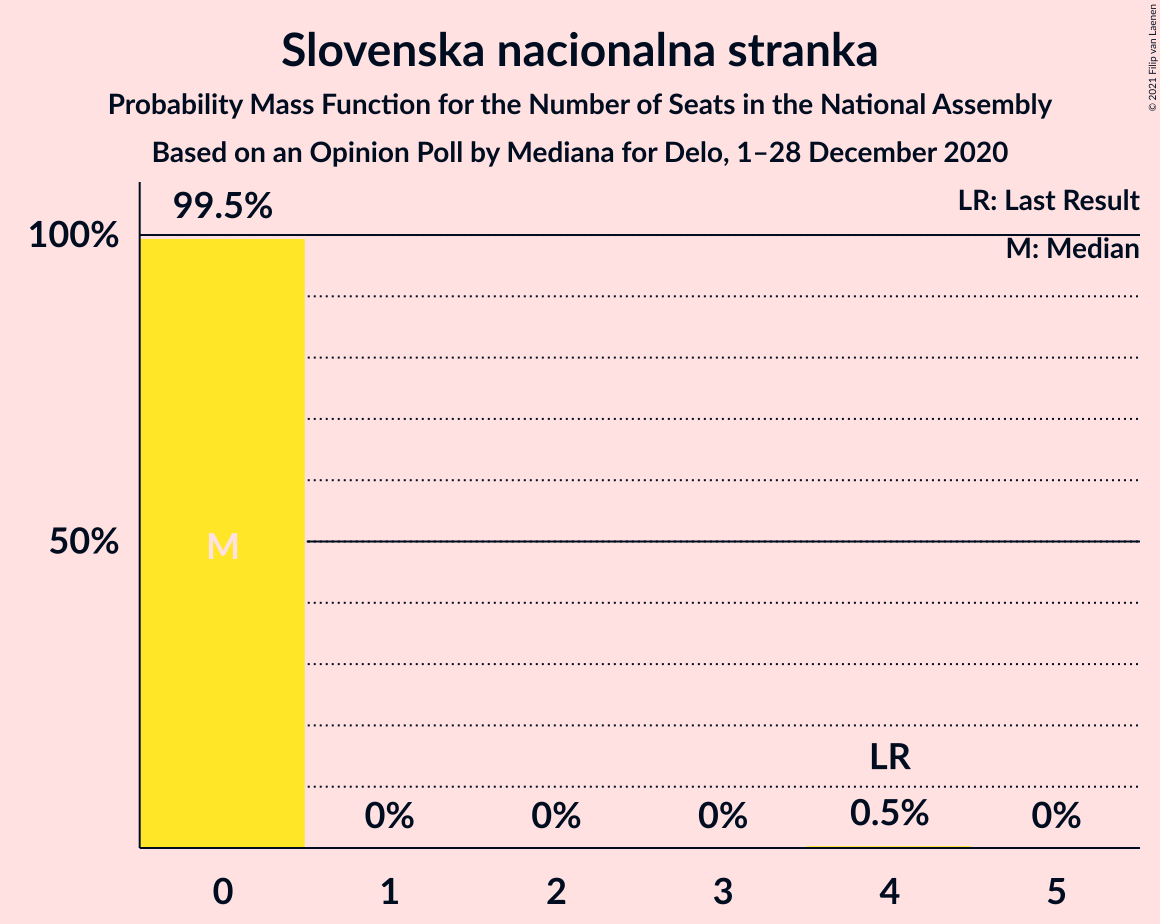 Slovenska nacionalna stranka
Probability Mass Function for the Number of Seats in the National Assembly
Based on an Opinion Poll by Mediana for Delo, 1–28 December 2020
© 2021 Filip van Laenen
LR: Last Result
M: Median
99.5%
100%
50%
M
LR
0% 0% 0% 0.5% 0%
0 1 2 3 4 5